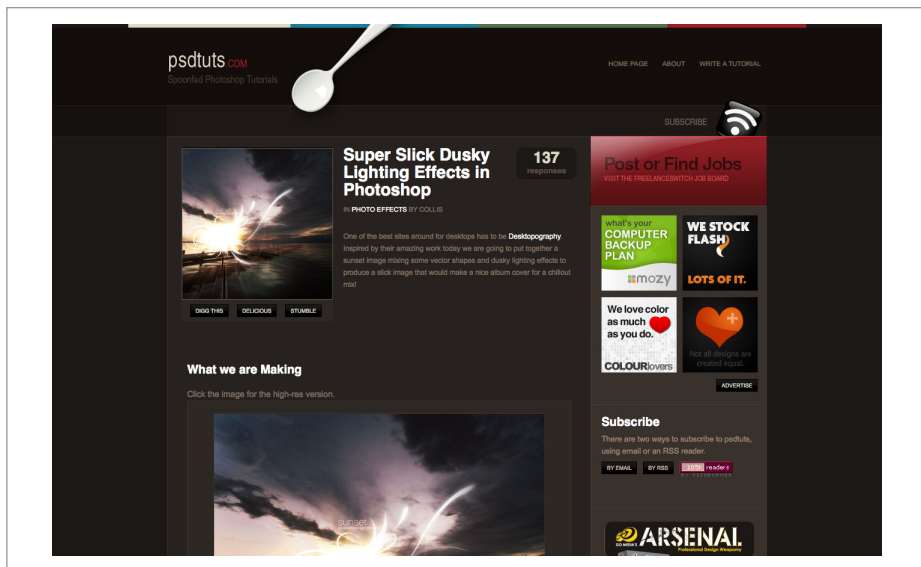 psdtuts.com
Spoonfed Photoshop Tutorials
HOME PAGE ABOUT WRITE A TUTORIAL
SUBSCRIBE
Super Slick Dusky
Lighting Effects in
Photoshop
137
responses
IN PHOTO EFFECTS BY COLLIS
One of the best sites around for desktops has to be Desktopography.
Inspired by their amazing work today we are going to put together a
sunset image mixing some vector shapes and dusky lighting effects to
produce a slick image that would make a nice album cover for a chillout
mix!
DIGG THIS DELICIOUS STUMBLE
What we are Making
Click the image for the high-res version.
sunset
Post or Find Jobs
VISIT THE FREELANCESWITCH JOB BOARD
what's your
COMPUTER
BACKUP
PLAN
mozy
WE STOCK
FLASH
LOTS OF IT.
We love color
as much
as you do.
COLOURlovers
Not all designs are
created equal.
ADVERTISE
Subscribe
There are two ways to subscribe to psdtuts,
using email or an RSS reader.
BY EMAIL BY RSS 105K readers
GO MEDIA'S
ARSENAL
Professional Design Weaponry